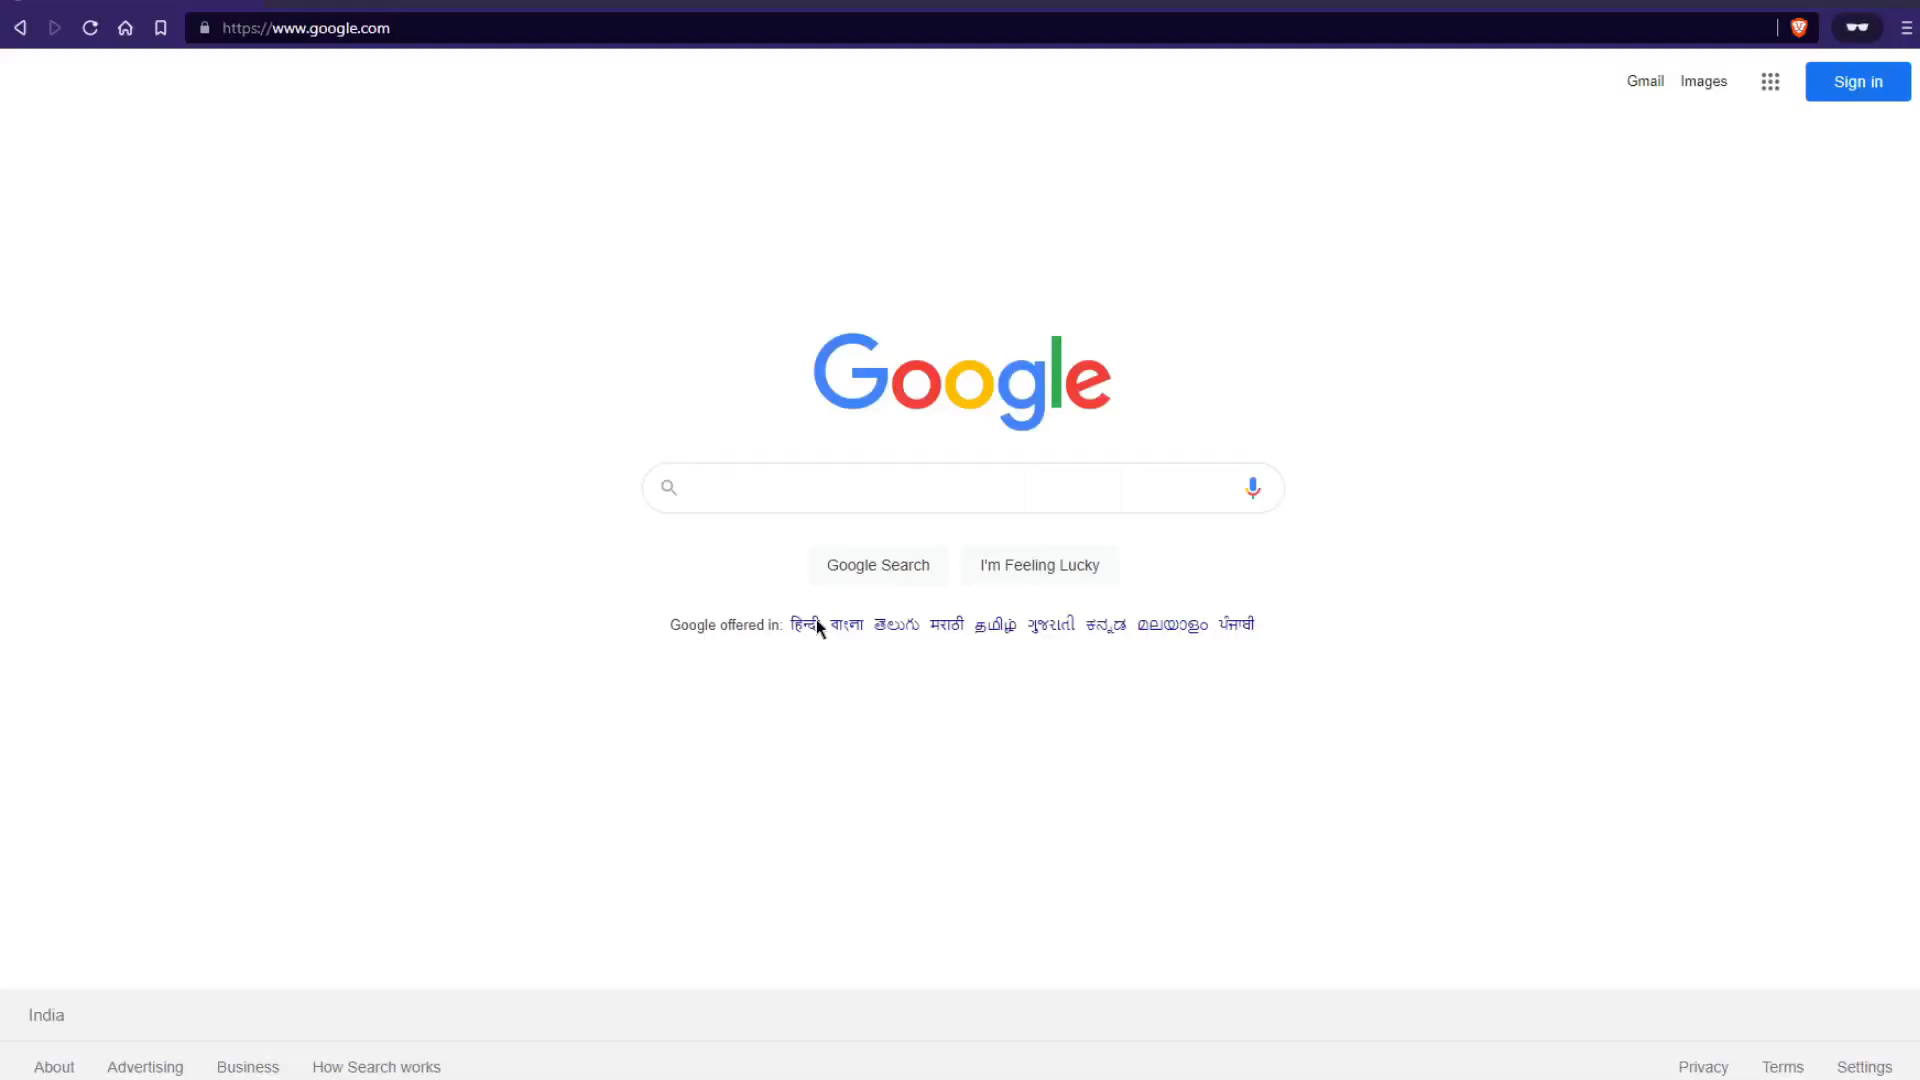 https://www.google.com
Gmail Images Sign in
Google
Google Search I'm Feeling Lucky
Google offered in: हिन्दी বাংলা తెలుగు मराठी தமிழ் ગુજરાતી ಕನ್ನಡ മലയാളം ਪੰਜਾਬੀ
India
About Advertising Business How Search works Privacy Terms Settings